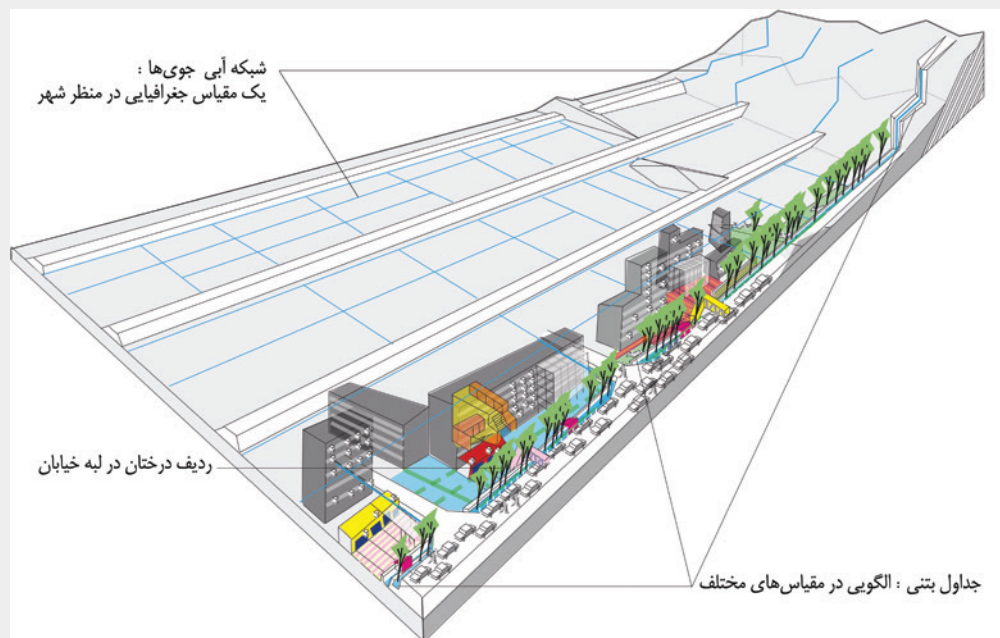 شبکه آبی جوی‌ها :
یک مقیاس جغرافیایی در منظر شهر
ردیف درختان در لبه خیابان
جداول بتنی : الگویی در مقیاس‌های مختلف